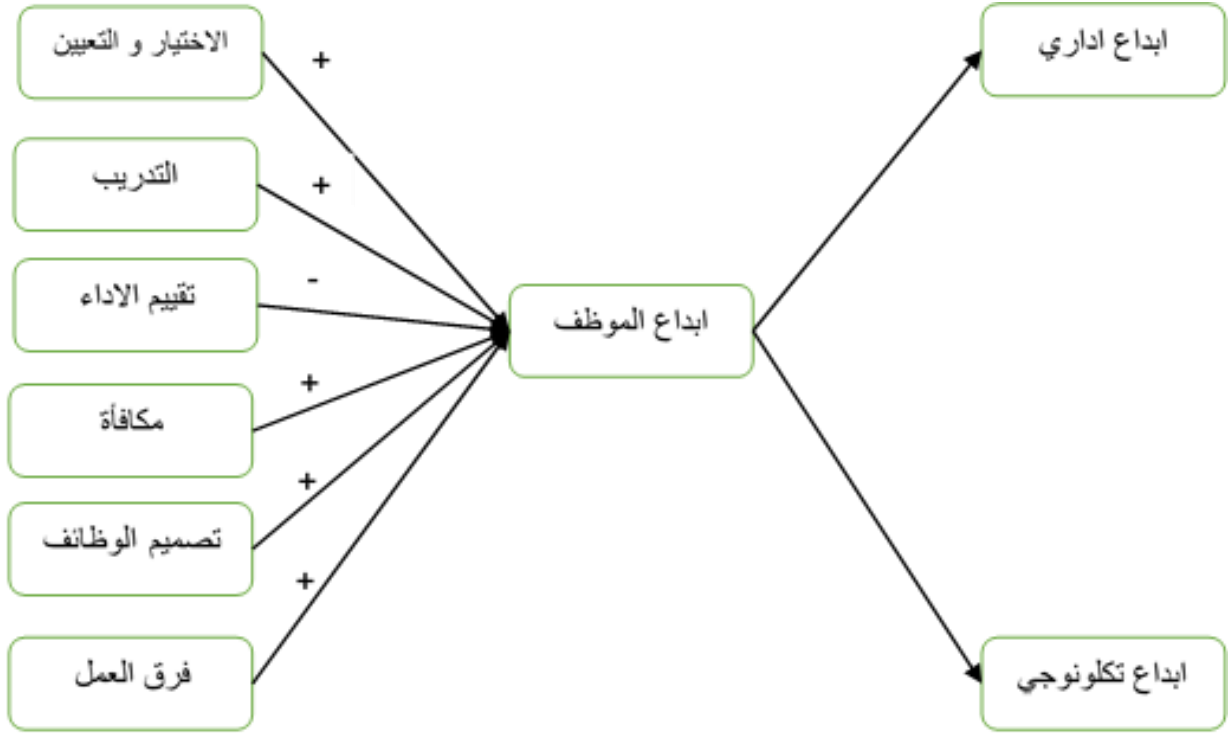 الاختيار و التعيين
+
التدريب
+
تقييم الاداء
-
مكافأة
+
تصميم الوظائف
+
فرق العمل
+
ابداع الموظف
ابداع اداري
ابداع تكلونوجي